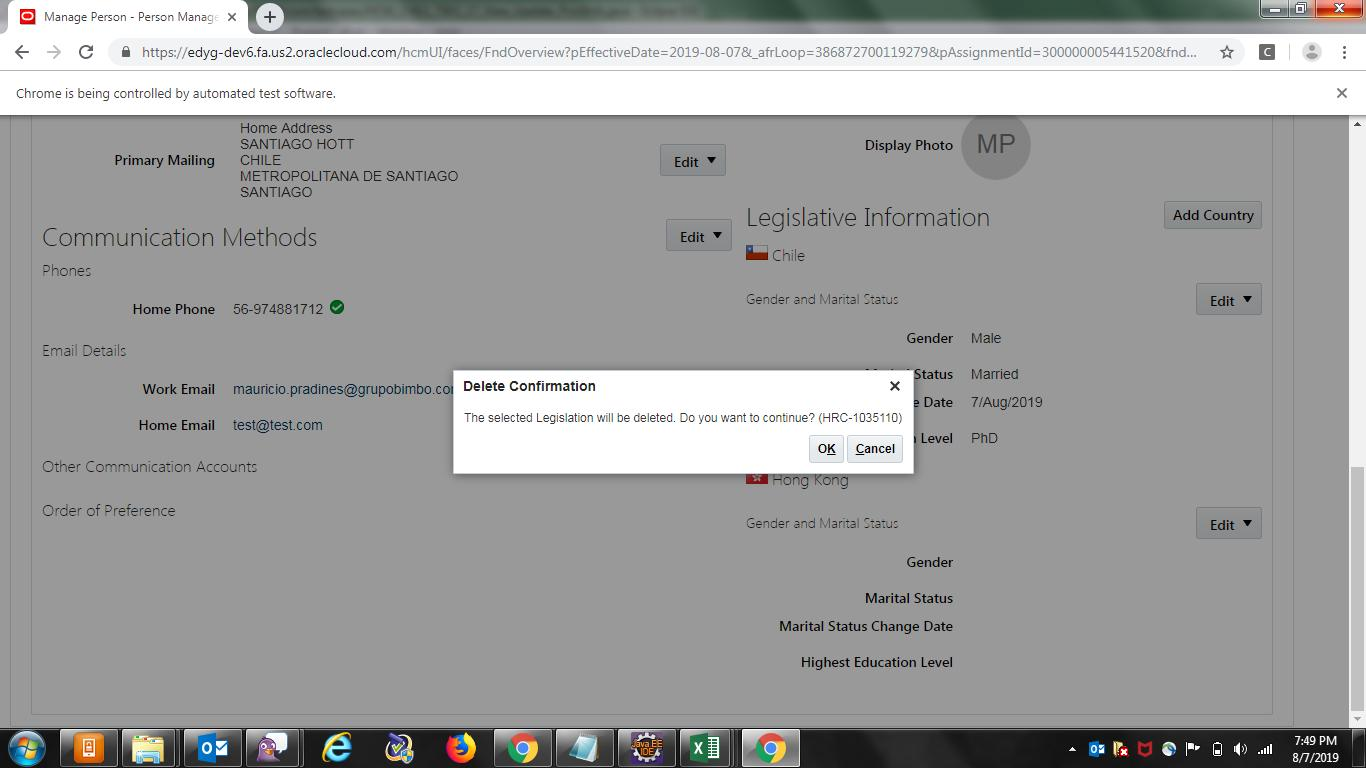 Manage Person - Person Manage
https://edyg-dev6.fa.us2.oraclecloud.com/hcmUI/faces/FndOverview?pEffectiveDate=2019-08-07&_afrLoop=386872700119279&pAssignmentId=300000005441520&fnd...
C
Chrome is being controlled by automated test software.
Home Address
SANTIAGO HOTT
Primary Mailing
CHILE
METROPOLITANA DE SANTIAGO
SANTIAGO
Edit
Display Photo
MP
Communication Methods
Edit
Phones
Home Phone
56-974881712
Email Details
Work Email
mauricio.pradines@grupobimbo.co
Home Email
test@test.com
Other Communication Accounts
Order of Preference
Legislative Information
Add Country
Chile
Gender and Marital Status
Edit
Gender
Male
Status
Married
Date
7/Aug/2019
Level
PhD
Hong Kong
Gender and Marital Status
Edit
Gender
Marital Status
Marital Status Change Date
Highest Education Level
Delete Confirmation
The selected Legislation will be deleted. Do you want to continue? (HRC-1035110)
OK
Cancel
Java EE
IDE
7:49 PM
8/7/2019